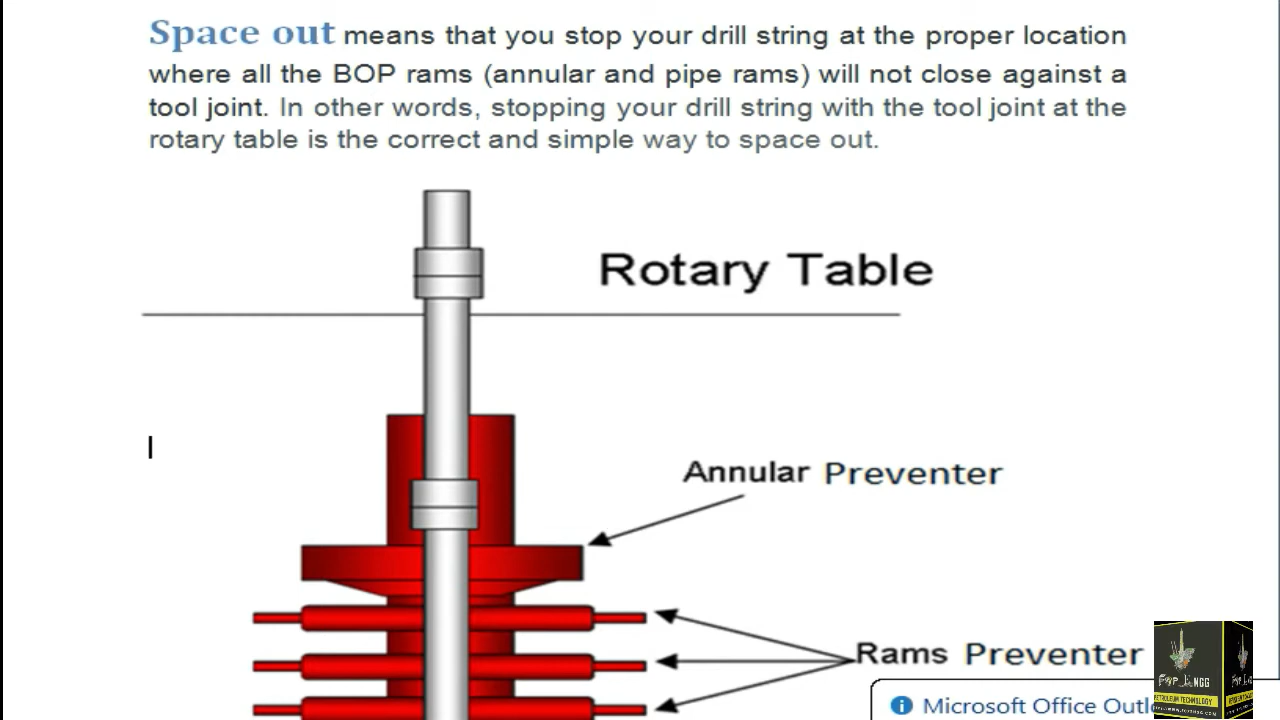 Space out means that you stop your drill string at the proper location
where all the BOP rams (annular and pipe rams) will not close against a
tool joint. In other words, stopping your drill string with the tool joint at the
rotary table is the correct and simple way to space out.
Rotary Table
Annular Preventer
Rams Preventer
Microsoft Office Outl
PETROLEUM TECHNOLOGY